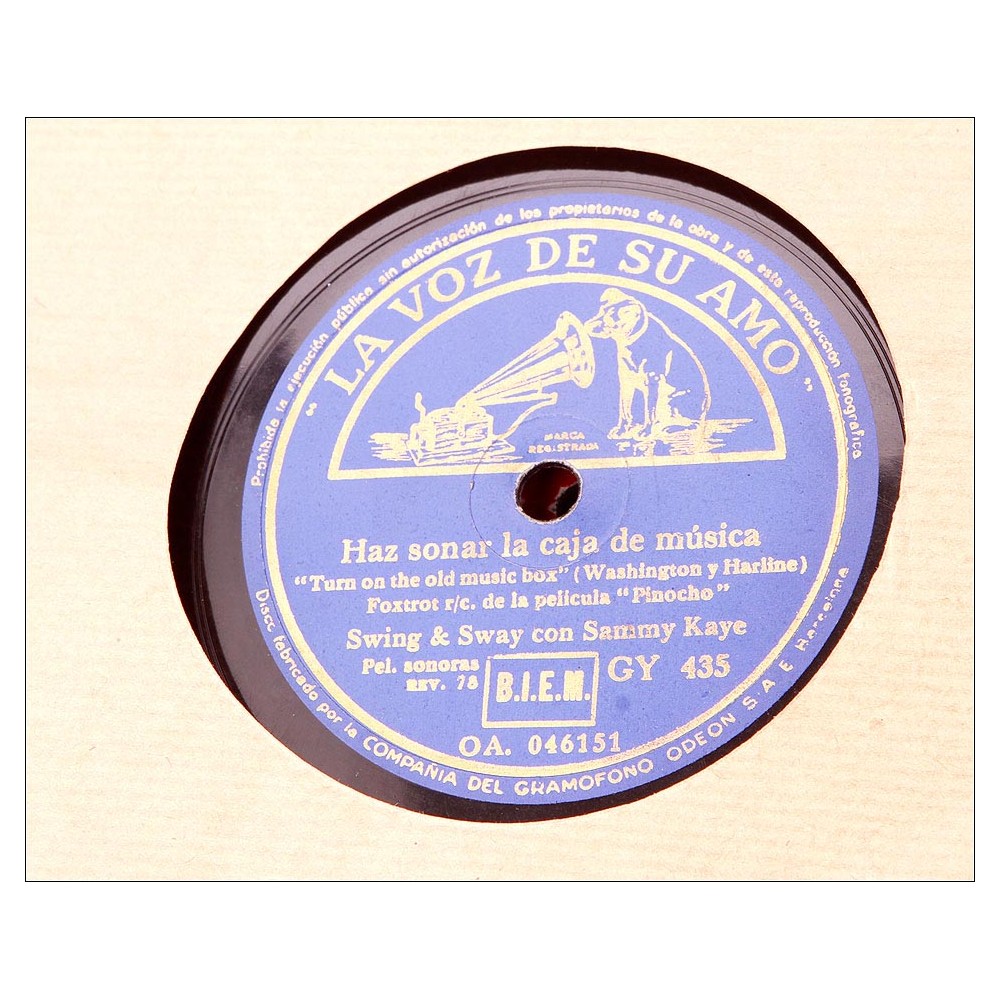 Prohibida la ejecución pública sin autorización de los propietarios de la obra y de esta reproducción fonográfica
"LA VOZ DE SU AMO"
MARCA
REGISTRADA
Haz sonar la caja de música
"Turn on the old music box" (Washington y Harline)
Foxtrot r/c. de la película "Pinocho"
Swing & Sway con Sammy Kaye
Pel. sonoras
REV. 78
B.I.E.M.
GY 435
OA. 046151
Disco fabricado por la COMPAÑIA DEL GRAMOFONO ODEON S.A.E Barcelona